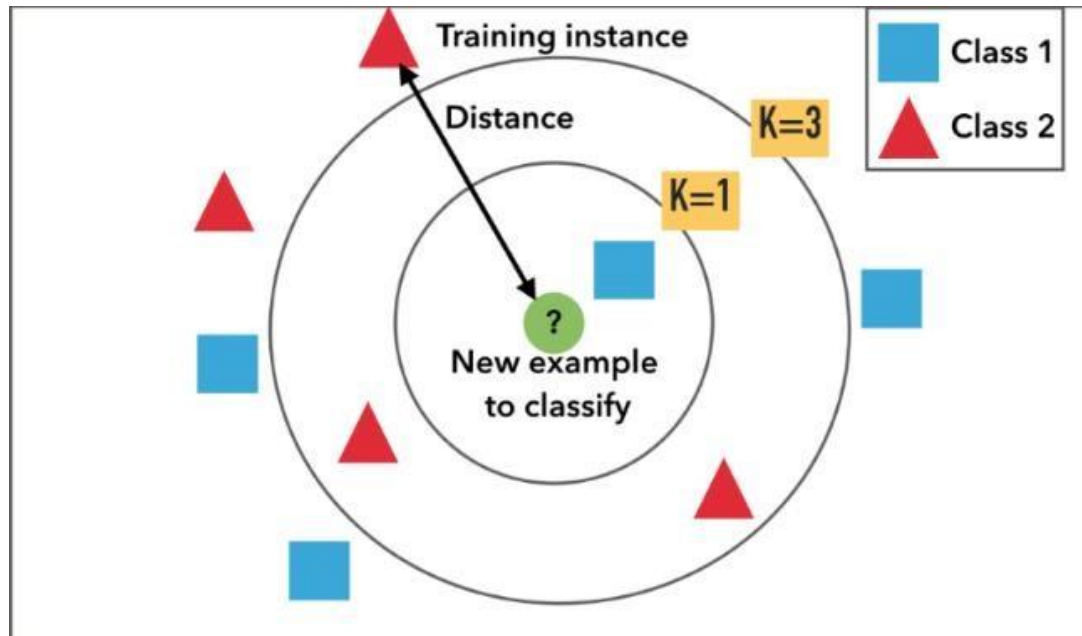 Training instance
Class 1
Distance
K=3
Class 2
K=1
?
New example
to classify